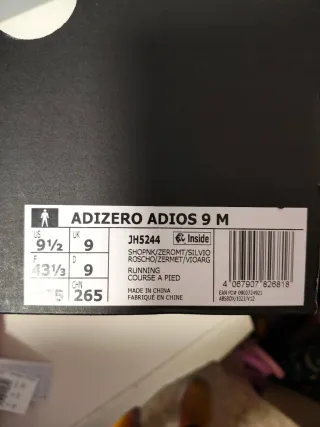 ADIZERO ADIOS 9 M
US 9½ UK 9
F 43⅓ D 9
CHN 265
JH5244 Inside
SHOPNK/ZEROMT/SILVIO
ROSCHO/ZERMET/VIOARG
RUNNING
COURSE A PIED
MADE IN CHINA
FABRIQUE EN CHINE
4 067907 826818